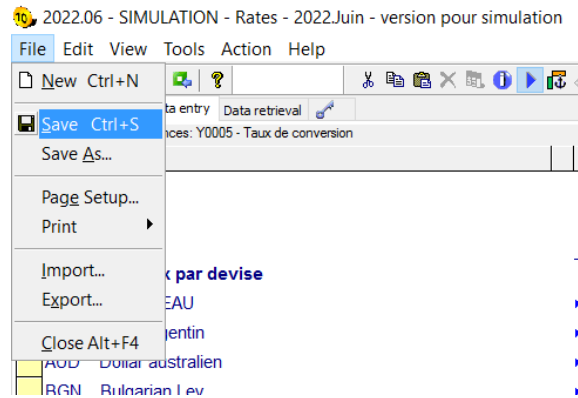 2022.06 - SIMULATION - Rates - 2022.Juin - version pour simulation
File Edit View Tools Action Help
New Ctrl+N
ta entry Data retrieval
Save Ctrl+S
nces: Y0005 - Taux de conversion
Save As...
Page Setup...
Print
Import...
x par devise
Export...
EAU
gentin
Close Alt+F4
AUD Dollar australien
BGN Bulgarian Lev